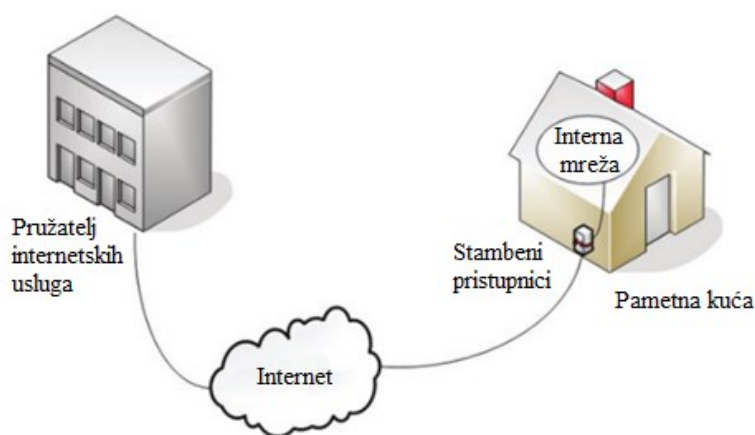 Pružatelj
internetskih
usluga
Interna
mreža
Stambeni
pristupnici
Pametna kuća
Internet